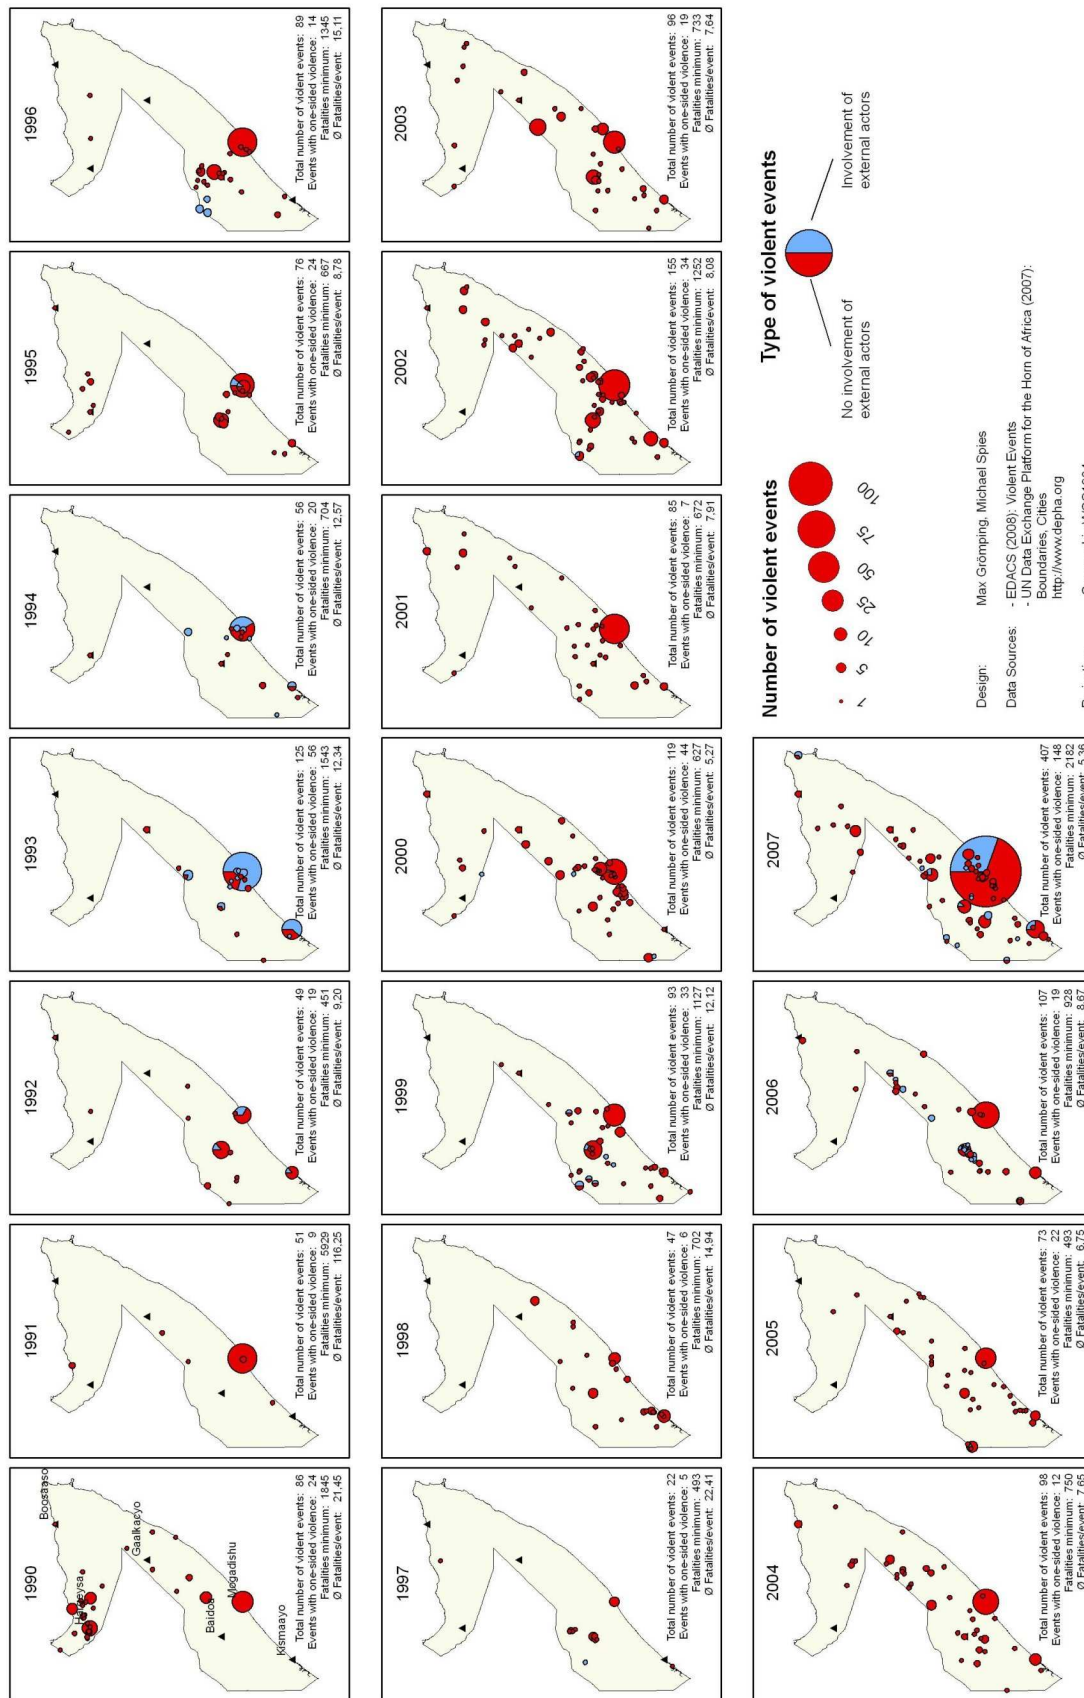 1990
Boosaaso
Hargeysa
Gaalkacyo
Baidoa
Mogadishu
Kismaayo
Total number of violent events: 86
Events with one-sided violence: 24
Fatalities minimum: 1845
Ø Fatalities/event: 21,45
1991
Total number of violent events: 51
Events with one-sided violence: 9
Fatalities minimum: 5929
Ø Fatalities/event: 116,25
1992
Total number of violent events: 49
Events with one-sided violence: 19
Fatalities minimum: 451
Ø Fatalities/event: 9,20
1993
Total number of violent events: 125
Events with one-sided violence: 56
Fatalities minimum: 1543
Ø Fatalities/event: 12,34
1994
Total number of violent events: 56
Events with one-sided violence: 20
Fatalities minimum: 704
Ø Fatalities/event: 12,57
1995
Total number of violent events: 76
Events with one-sided violence: 24
Fatalities minimum: 667
Ø Fatalities/event: 8,78
1996
Total number of violent events: 89
Events with one-sided violence: 14
Fatalities minimum: 1345
Ø Fatalities/event: 15,11
1997
Total number of violent events: 22
Events with one-sided violence: 5
Fatalities minimum: 493
Ø Fatalities/event: 22,41
1998
Total number of violent events: 47
Events with one-sided violence: 6
Fatalities minimum: 702
Ø Fatalities/event: 14,94
1999
Total number of violent events: 93
Events with one-sided violence: 33
Fatalities minimum: 1127
Ø Fatalities/event: 12,12
2000
Total number of violent events: 119
Events with one-sided violence: 44
Fatalities minimum: 627
Ø Fatalities/event: 5,27
2001
Total number of violent events: 85
Events with one-sided violence: 7
Fatalities minimum: 672
Ø Fatalities/event: 7,91
2002
Total number of violent events: 155
Events with one-sided violence: 34
Fatalities minimum: 1252
Ø Fatalities/event: 8,08
2003
Total number of violent events: 96
Events with one-sided violence: 19
Fatalities minimum: 733
Ø Fatalities/event: 7,64
2004
Total number of violent events: 98
Events with one-sided violence: 12
Fatalities minimum: 750
Ø Fatalities/event: 7,65
2005
Total number of violent events: 73
Events with one-sided violence: 22
Fatalities minimum: 493
Ø Fatalities/event: 6,75
2006
Total number of violent events: 107
Events with one-sided violence: 19
Fatalities minimum: 928
Ø Fatalities/event: 8,67
2007
Total number of violent events: 407
Events with one-sided violence: 148
Fatalities minimum: 2182
Ø Fatalities/event: 5,36
Number of violent events
1 5 10 25 50 75 100
Type of violent events
No involvement of
external actors
Involvement of
external actors
Design: Max Grömping, Michael Spies
Data Sources: - EDACS (2008): Violent Events
- UN Data Exchange Platform for the Horn of Africa (2007):
Boundaries, Cities
http://www.depha.org